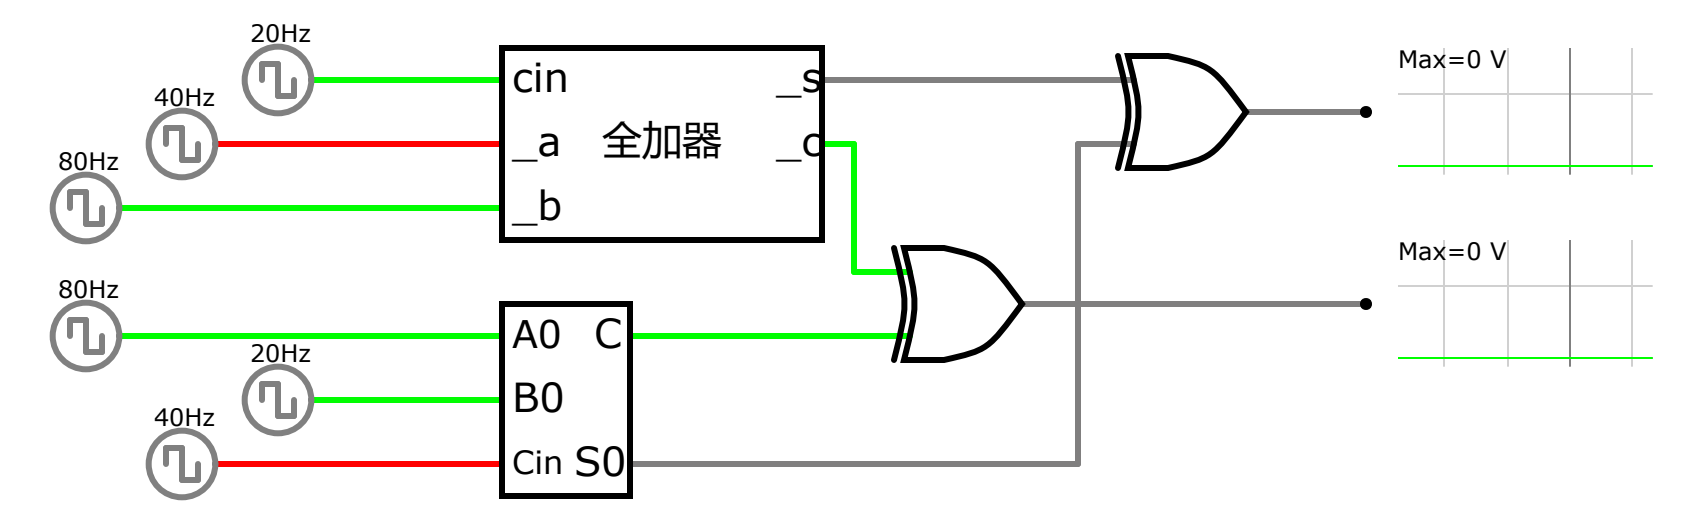 20Hz
40Hz
80Hz
cin
_a
_b
全加器
_s
_c
Max=0 V
80Hz
20Hz
40Hz
A0
B0
Cin
C
S0
Max=0 V